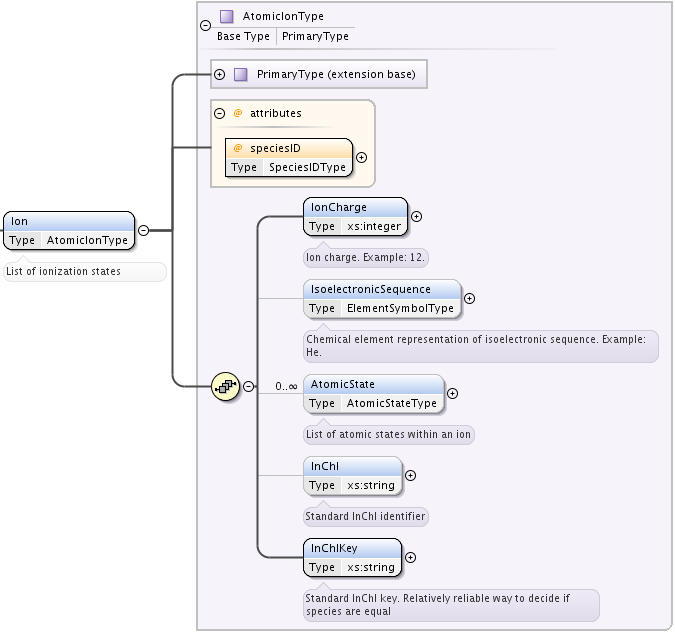 AtomicIonType
Base Type PrimaryType
PrimaryType (extension base)
@ attributes
@ speciesID
Type SpeciesIDType
Ion
Type AtomicIonType
List of ionization states
IonCharge
Type xs:integer
Ion charge. Example: 12.
IsoelectronicSequence
Type ElementSymbolType
Chemical element representation of isoelectronic sequence. Example:
He.
0..∞
AtomicState
Type AtomicStateType
List of atomic states within an ion
InChI
Type xs:string
Standard InChI identifier
InChIKey
Type xs:string
Standard InChI key. Relatively reliable way to decide if
species are equal